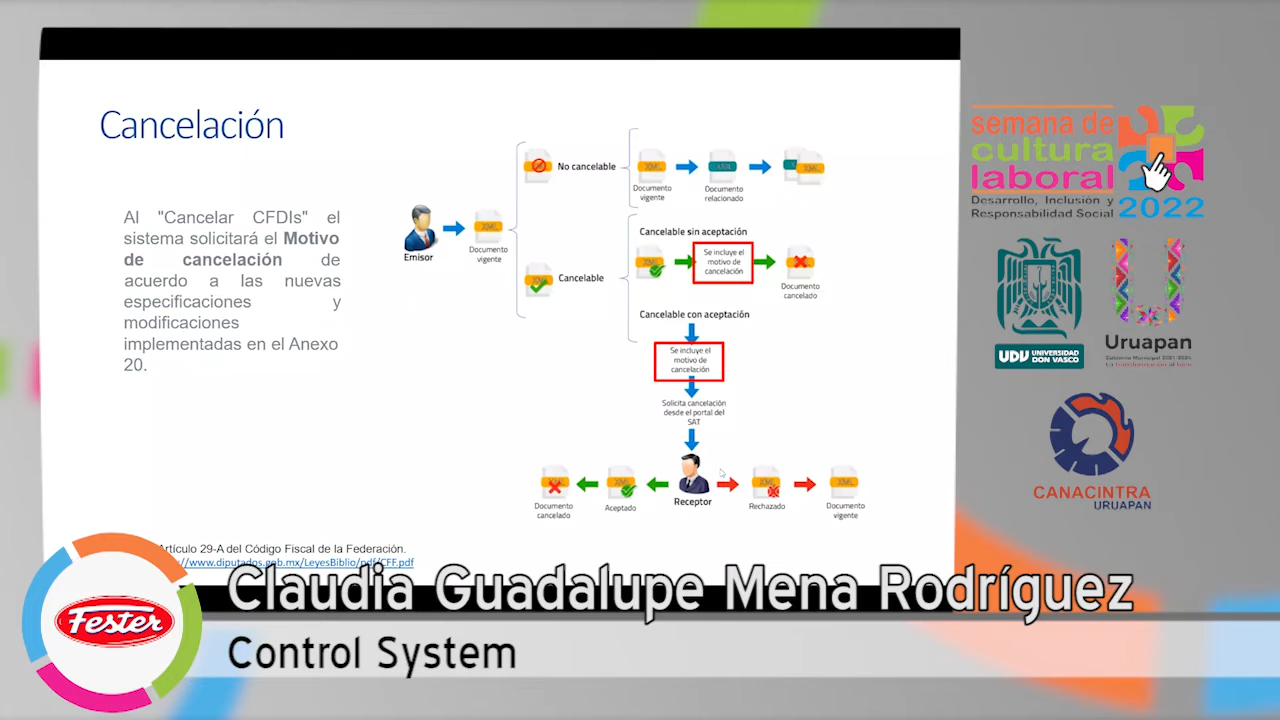 Cancelación
Al "Cancelar CFDIs" el
sistema solicitará el Motivo
de cancelación de
acuerdo a las nuevas
especificaciones y
modificaciones
implementadas en el Anexo
20.
Emisor
Documento
vigente
No cancelable
Documento
vigente
Documento
relacionado
Cancelable
Cancelable sin aceptación
Se incluye el
motivo de
cancelación
Documento
cancelado
Cancelable con aceptación
Se incluye el
motivo de
cancelación
Solicita cancelación
desde el portal del
SAT
Receptor
Documento
cancelado
Aceptado
Rechazado
Documento
vigente
Artículo 29-A del Código Fiscal de la Federación.
//www.diputados.gob.mx/LeyesBiblio/pdf/CFF.pdf
semana de
cultura
laboral
Desarrollo, Inclusión y
Responsabilidad Social
2022
UDV UNIVERSIDAD
DON VASCO
Uruapan
Gobierno Municipal 2021/2024
CANACINTRA
URUAPAN
Fester
Claudia Guadalupe Mena Rodríguez
Control System